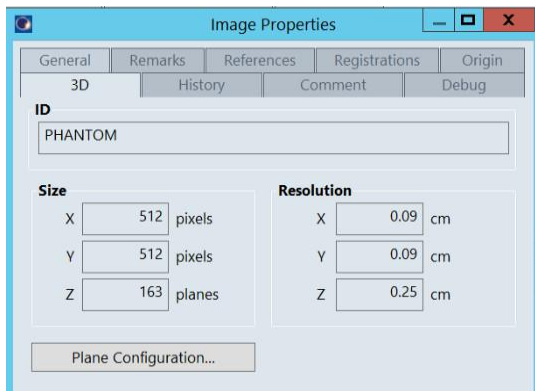 Image Properties
General Remarks References Registrations Origin
3D History Comment Debug
ID
PHANTOM
Size
X 512 pixels
Y 512 pixels
Z 163 planes
Resolution
X 0.09 cm
Y 0.09 cm
Z 0.25 cm
Plane Configuration...